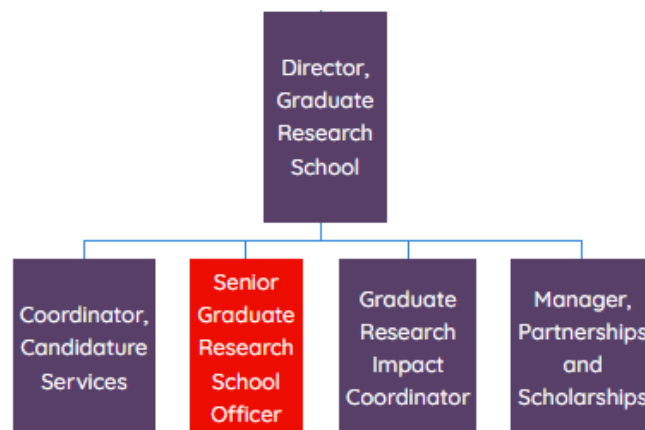 Director,
Graduate
Research
School
Coordinator,
Candidature
Services
Senior
Graduate
Research
School
Officer
Graduate
Research
Impact
Coordinator
Manager,
Partnerships
and
Scholarships